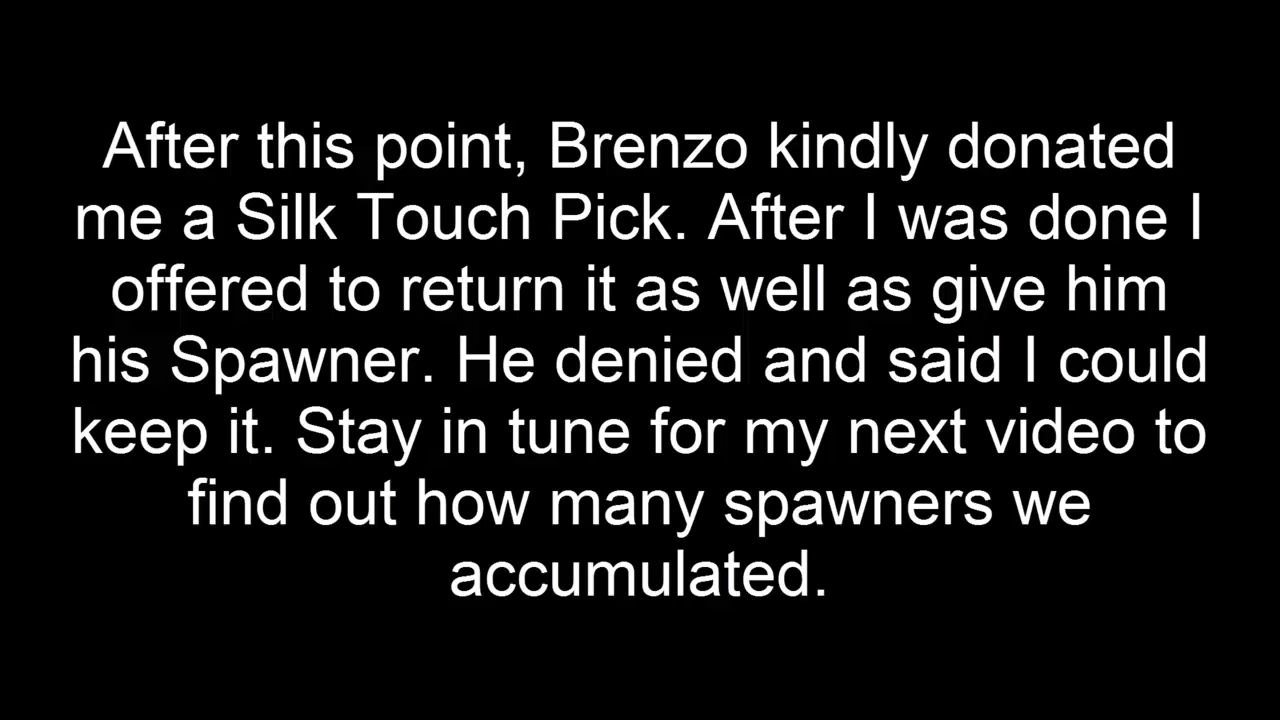 After this point, Brenzo kindly donated
me a Silk Touch Pick. After I was done I
offered to return it as well as give him
his Spawner. He denied and said I could
keep it. Stay in tune for my next video to
find out how many spawners we
accumulated.